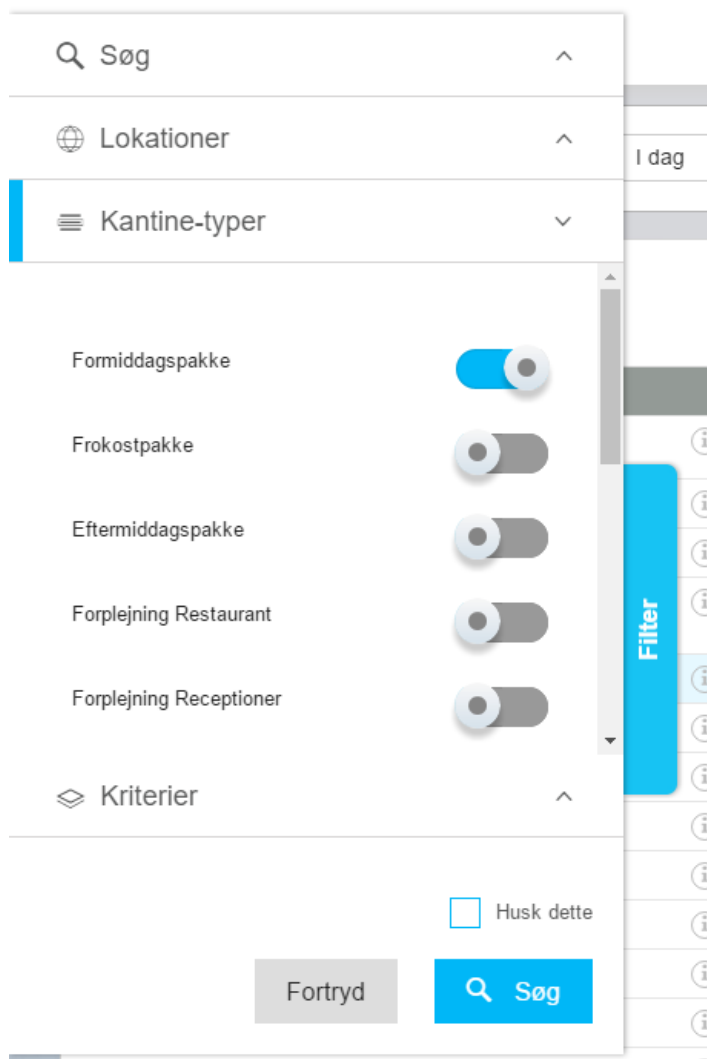 Søg
Lokationer
I dag
Kantine-typer
Formiddagspakke
Frokostpakke
Eftermiddagspakke
Forplejning Restaurant
Filter
Forplejning Receptioner
Kriterier
Husk dette
Fortryd
Søg